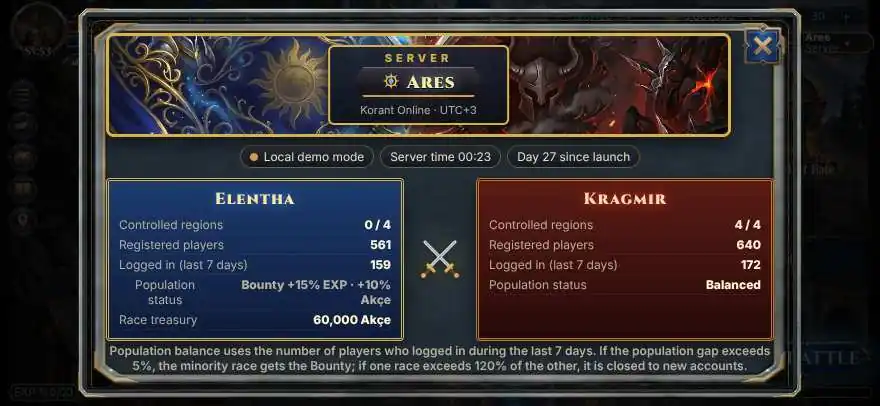 SERVER
ARES
Korant Online · UTC+3
Local demo mode
Server time 00:23
Day 27 since launch
ELENTHA
Controlled regions 0 / 4
Registered players 561
Logged in (last 7 days) 159
Population status Bounty +15% EXP · +10% Akçe
Race treasury 60,000 Akçe
KRAGMIR
Controlled regions 4 / 4
Registered players 640
Logged in (last 7 days) 172
Population status Balanced
Population balance uses the number of players who logged in during the last 7 days. If the population gap exceeds
5%, the minority race gets the Bounty; if one race exceeds 120% of the other, it is closed to new accounts.
Ares
Server